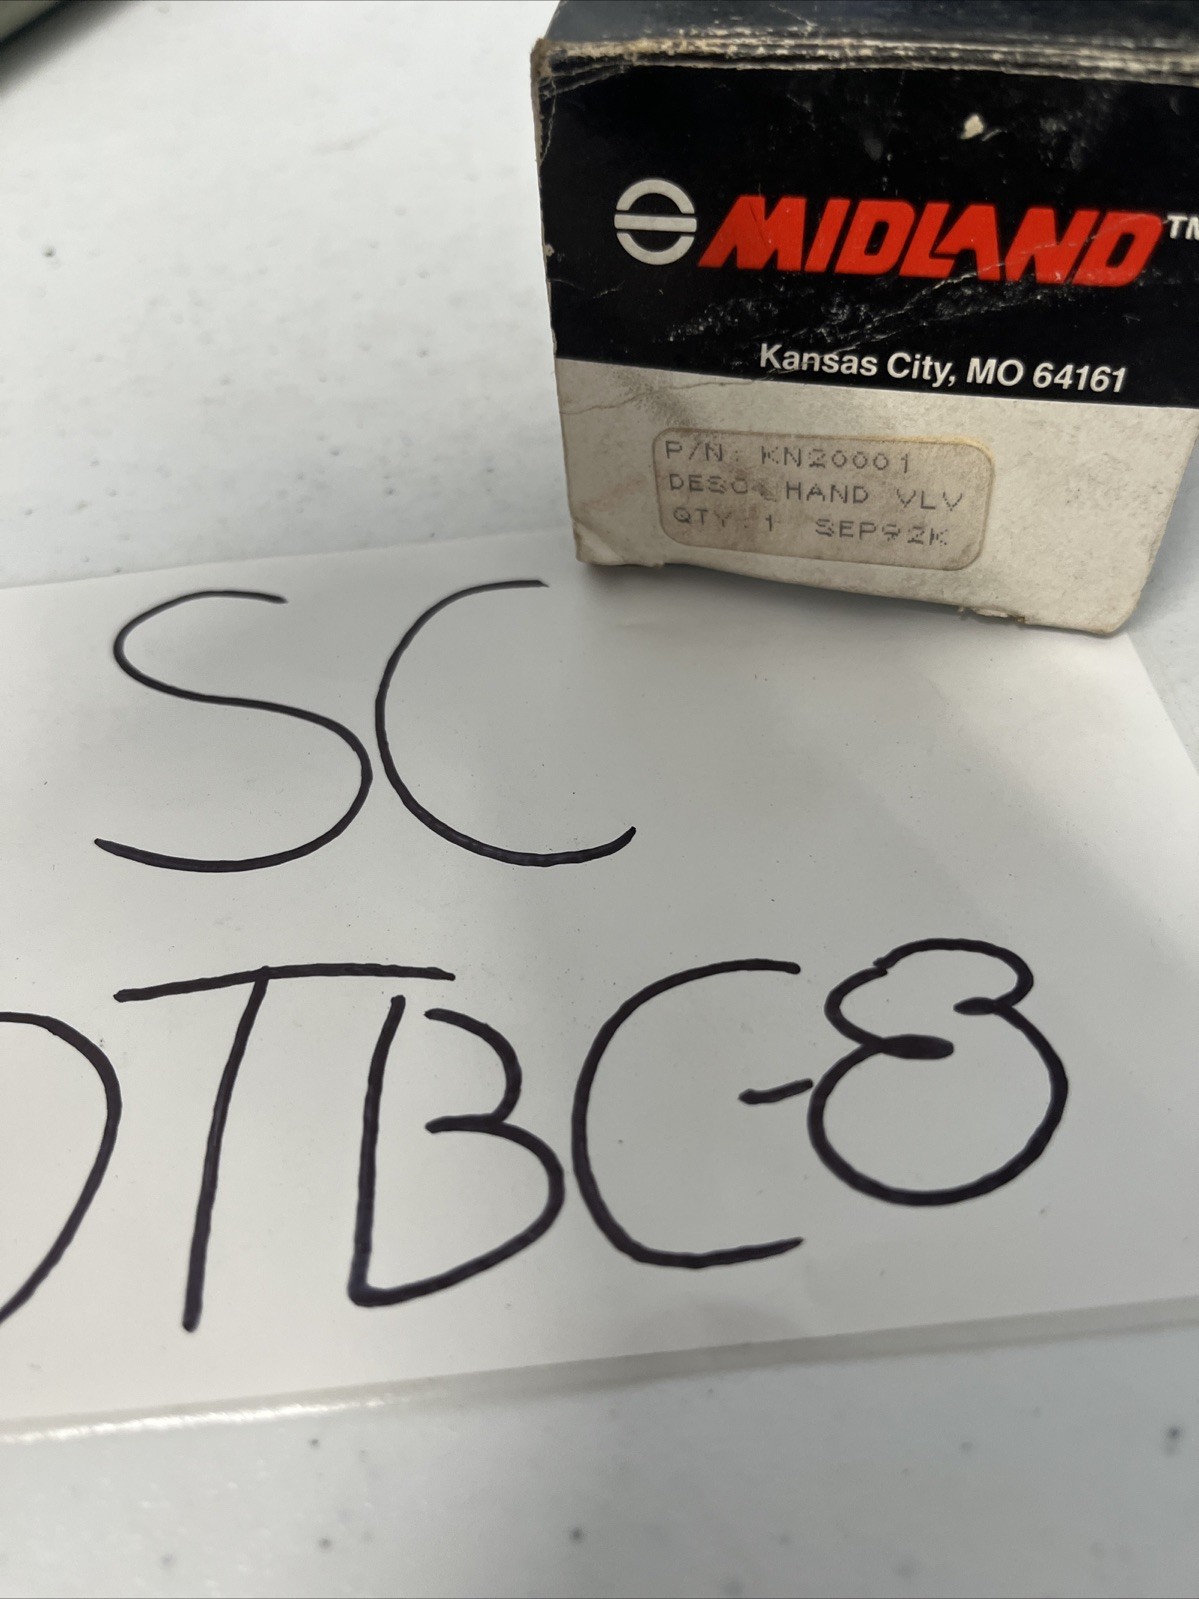 MIDLAND™
Kansas City, MO 64161
P/N: KN20001
DESC: HAND VLV
QTY: 1 SEP92K
SC
DTBC-8